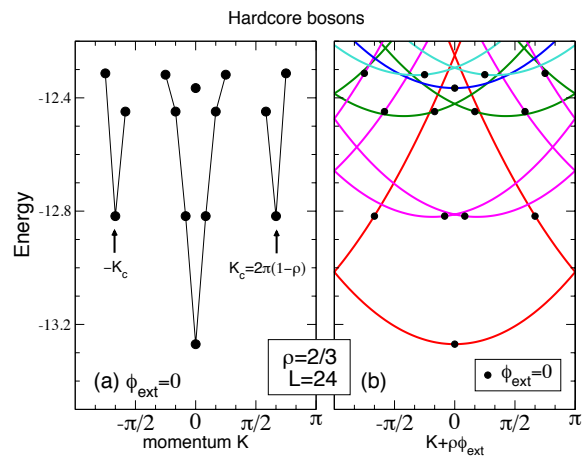 Hardcore bosons
Energy
-12.4
-12.8
-13.2
-K_c
K_c=2π(1-ρ)
(a) ϕ_ext=0
ρ=2/3
L=24
(b)
ϕ_ext=0
-π/2 0 π/2 π
-π/2 0 π/2 π
momentum K
K+ρϕ_ext